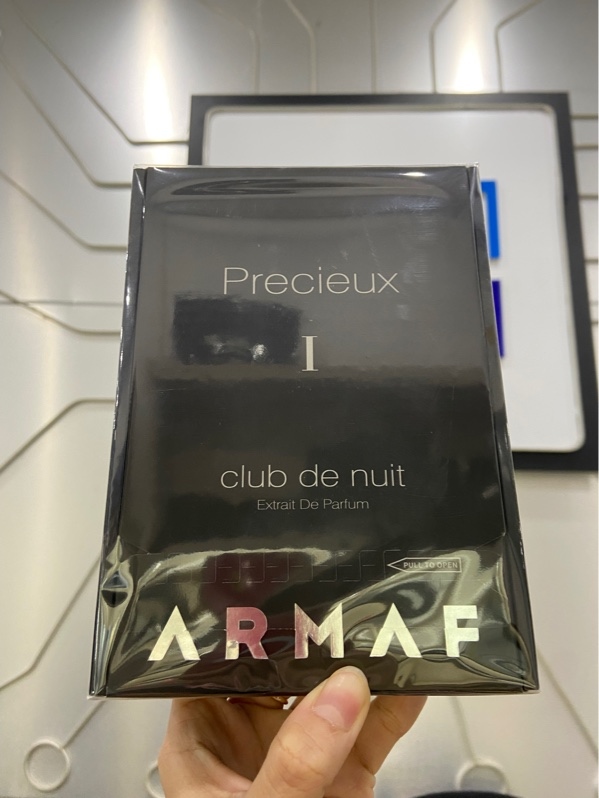 Precieux
I
club de nuit
Extrait De Parfum
PULL TO OPEN
ARMAF